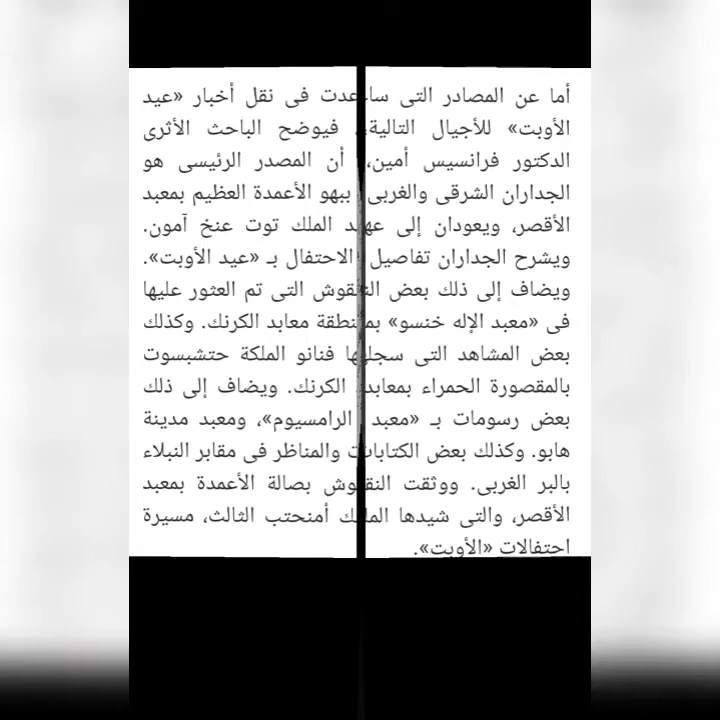 أما عن المصادر التى ساعدت فى نقل أخبار «عيد
الأوبت» للأجيال التالية، فيوضح الباحث الأثرى
الدكتور فرانسيس أمين، أن المصدر الرئيسى هو
الجداران الشرقى والغربى ببهو الأعمدة العظيم بمعبد
الأقصر، ويعودان إلى عهد الملك توت عنخ آمون.
ويشرح الجداران تفاصيل الاحتفال بـ «عيد الأوبت».
ويضاف إلى ذلك بعض النقوش التى تم العثور عليها
فى «معبد الإله خنسو» بمنطقة معابد الكرنك. وكذلك
بعض المشاهد التى سجلها فنانو الملكة حتشبسوت
بالمقصورة الحمراء بمعابد الكرنك. ويضاف إلى ذلك
بعض رسومات بـ «معبد الرامسيوم»، ومعبد مدينة
هابو. وكذلك بعض الكتابات والمناظر فى مقابر النبلاء
بالبر الغربى. ووثقت النقوش بصالة الأعمدة بمعبد
الأقصر، والتى شيدها الملك أمنحتب الثالث، مسيرة
احتفالات «الأوبت».